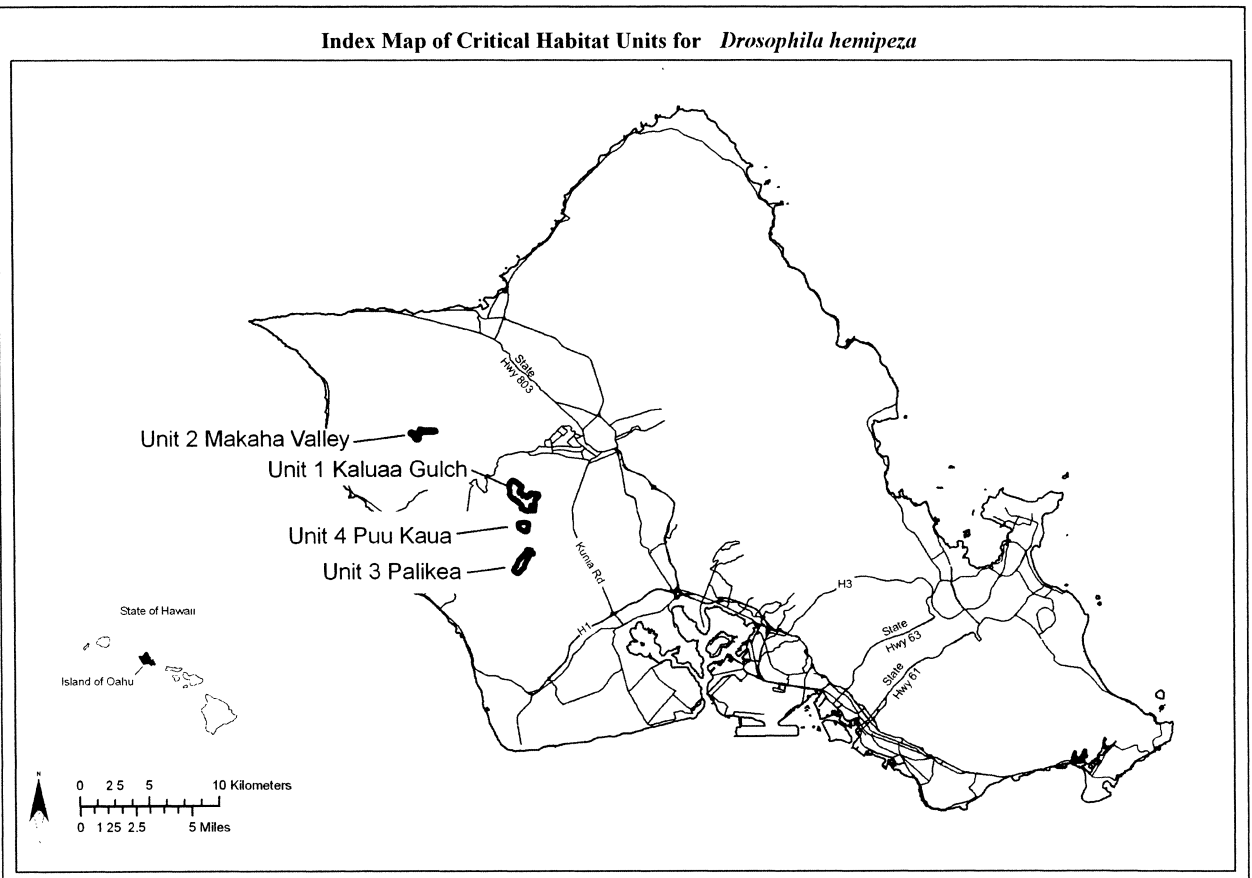 Index Map of Critical Habitat Units for Drosophila hemipeza
State
Hwy 803
Unit 2 Makaha Valley
Unit 1 Kaluaa Gulch
Unit 4 Puu Kaua
Unit 3 Palikea
Kunia Rd
H1
H3
State
Hwy 63
State
Hwy 61
State of Hawaii
Island of Oahu
N
0 2 5 5 10 Kilometers
0 1 25 2.5 5 Miles